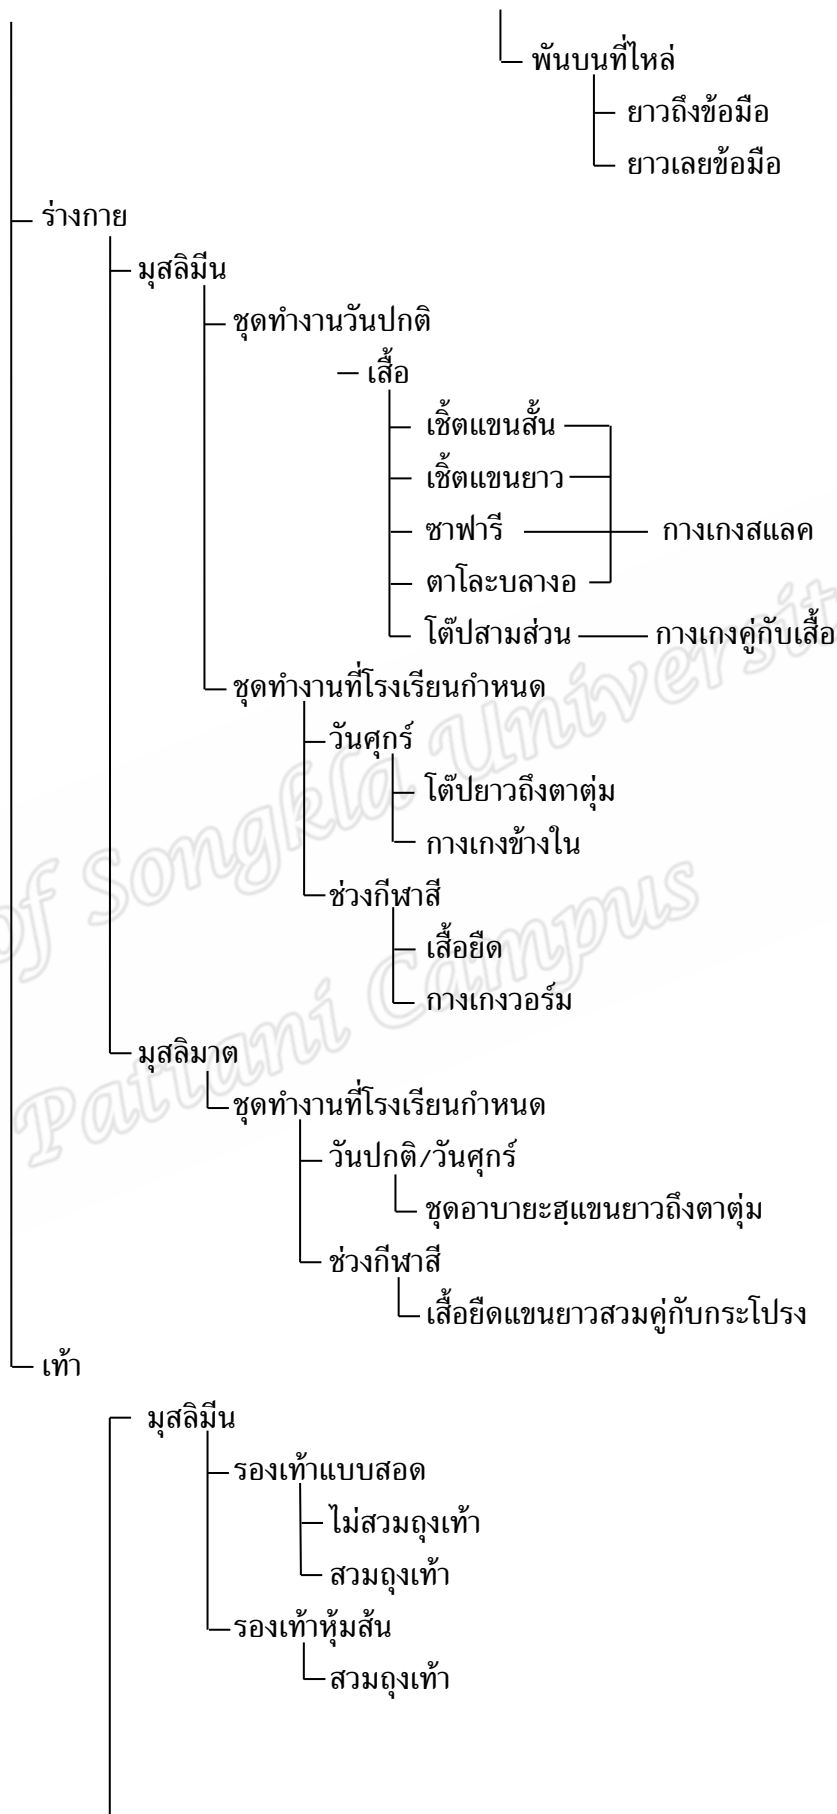 พันบนที่ไหล่
ยาวถึงข้อมือ
ยาวเลยข้อมือ
ร่างกาย
มุสลิมีน
ชุดทำงานวันปกติ
เสื้อ
เชิ้ตแขนสั้น
เชิ้ตแขนยาว
ซาฟารี กางเกงสแลค
ตาโละบลางอ
โต๊ปสามส่วน กางเกงคู่กับเสื้อ
ชุดทำงานที่โรงเรียนกำหนด
วันศุกร์
โต๊ปยาวถึงตาตุ่ม
กางเกงข้างใน
ช่วงกีฬาสี
เสื้อยืด
กางเกงวอร์ม
มุสลิมาต
ชุดทำงานที่โรงเรียนกำหนด
วันปกติ/วันศุกร์
ชุดอาบายะฮฺแขนยาวถึงตาตุ่ม
ช่วงกีฬาสี
เสื้อยืดแขนยาวสวมคู่กับกระโปรง
เท้า
มุสลิมีน
รองเท้าแบบสอด
ไม่สวมถุงเท้า
สวมถุงเท้า
รองเท้าหุ้มส้น
สวมถุงเท้า
of Songkla Universit
Pattani Campus